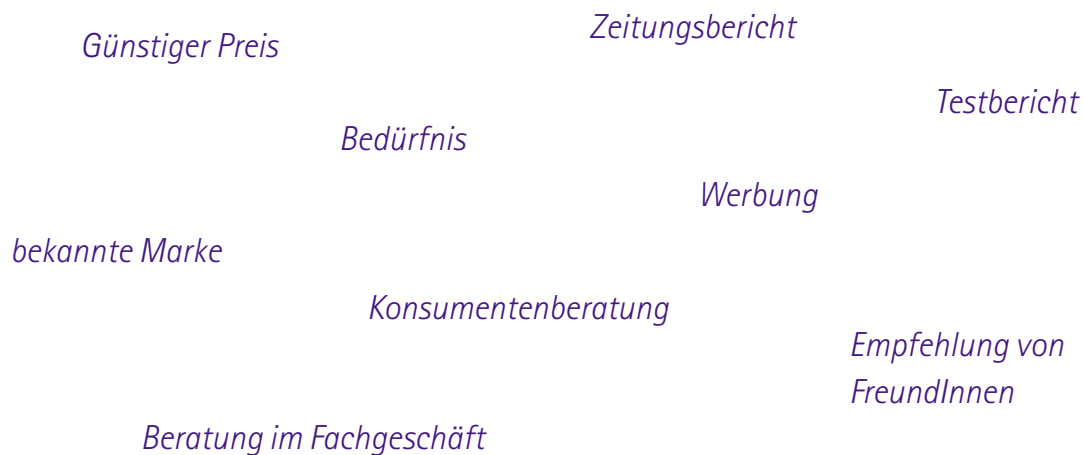 Zeitungsbericht
Günstiger Preis
Testbericht
Bedürfnis
Werbung
bekannte Marke
Konsumentenberatung
Empfehlung von
FreundInnen
Beratung im Fachgeschäft